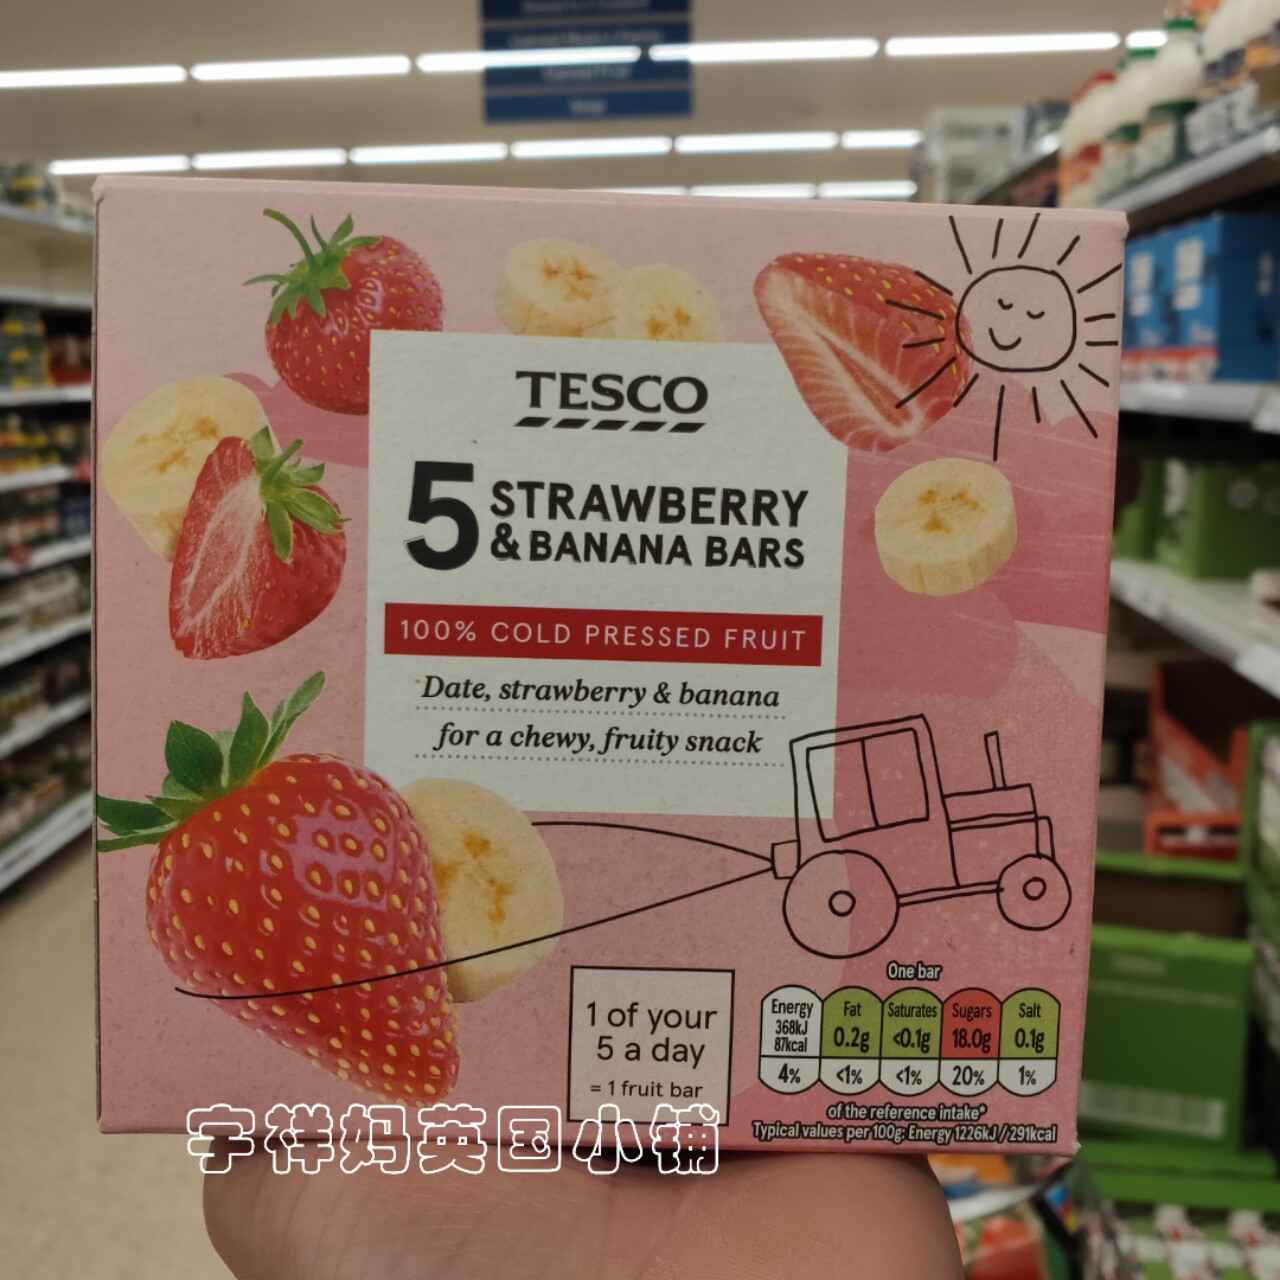 TESCO
5 STRAWBERRY
& BANANA BARS
100% COLD PRESSED FRUIT
Date, strawberry & banana
for a chewy, fruity snack
1 of your
5 a day
= 1 fruit bar
One bar
Energy 368kJ 87kcal 4%
Fat 0.2g <1%
Saturates <0.1g <1%
Sugars 18.0g 20%
Salt 0.1g 1%
of the reference intake*
Typical values per 100g: Energy 1226kJ / 291kcal
宇祥妈英国小铺